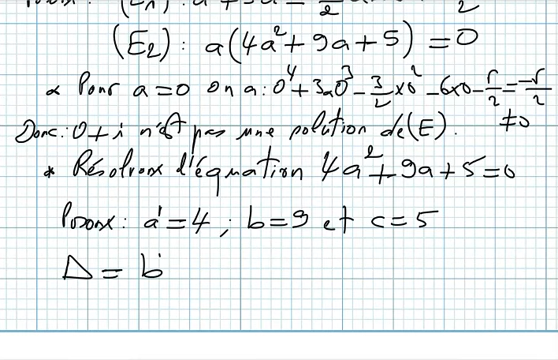 (E₂): a(4a²+9a+5) = 0
* Pour a=0 on a: 0⁴+3×0³-3/2×0²-6×0-5/2=-5/2
≠0
Donc: 0+i n'est pas une solution de (E).
* Résolvons l'équation 4a²+9a+5=0
Posons: a'=4 ; b=9 et c=5
Δ = b